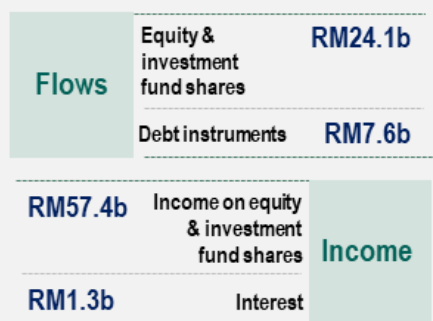 Flows
Equity &
investment
fund shares
RM24.1b
Debt instruments
RM7.6b
RM57.4b
Income on equity
& investment
fund shares
Income
RM1.3b
Interest